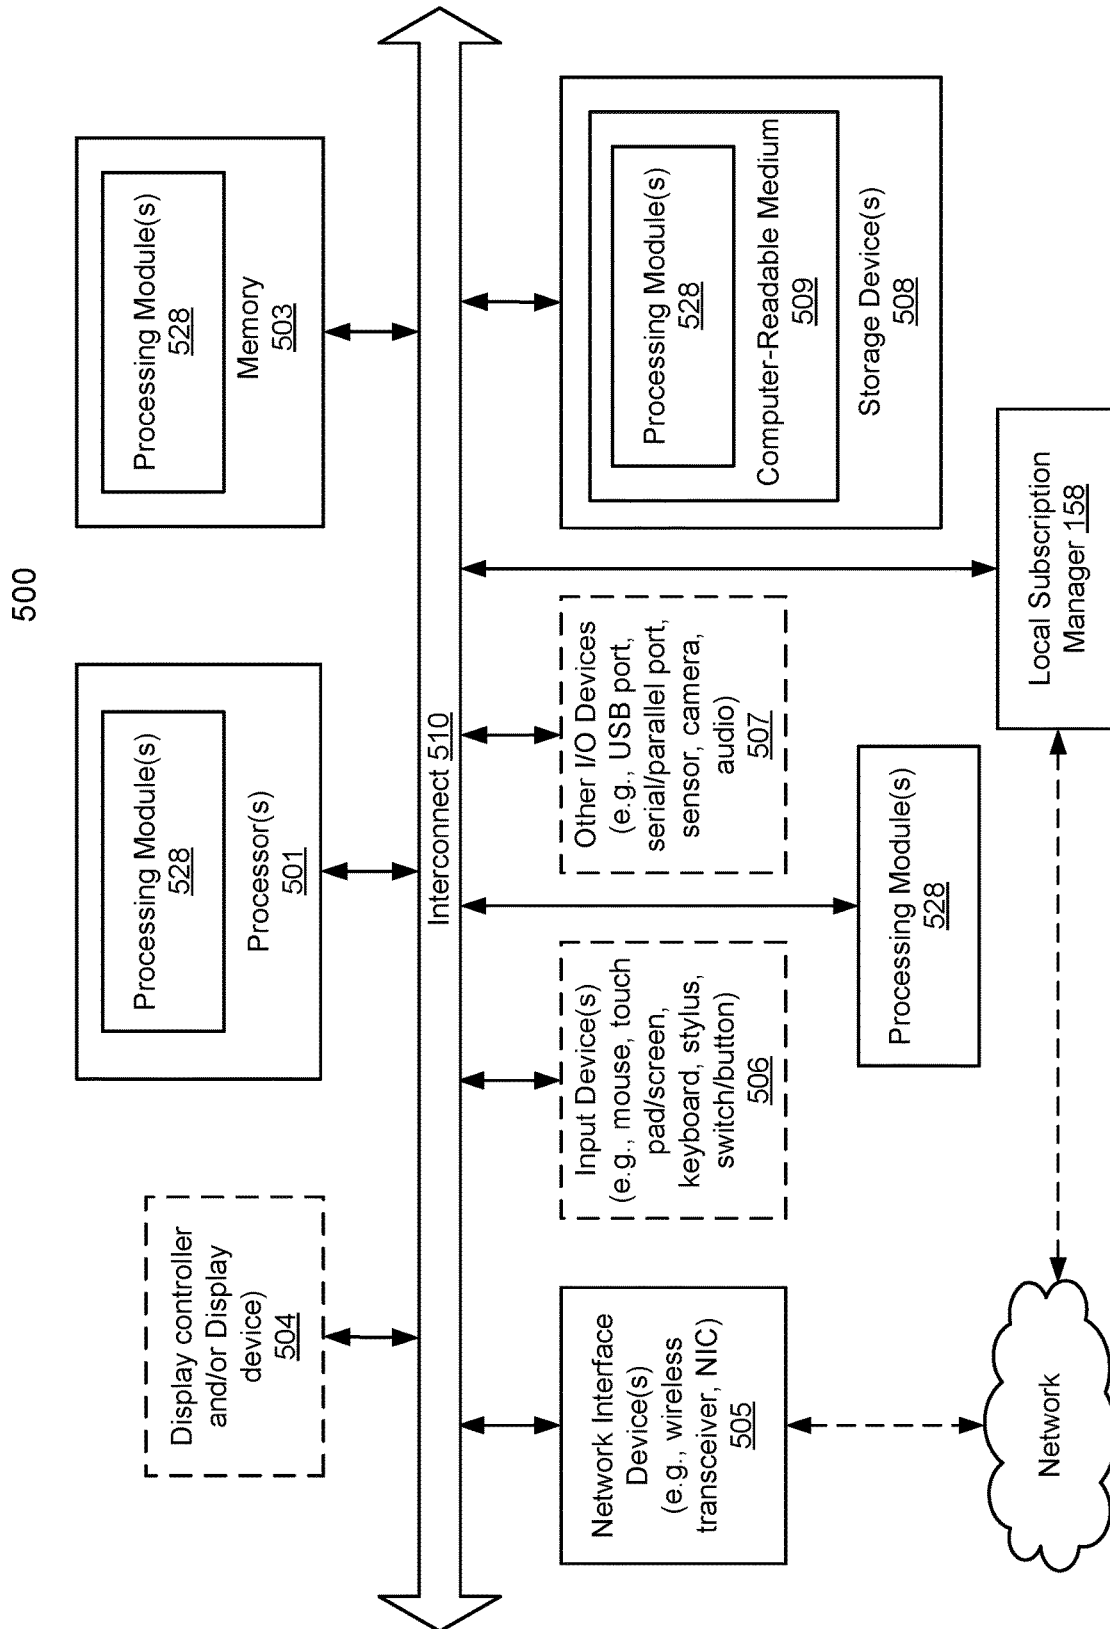 500
Display controller
and/or Display
device)
504
Processing Module(s)
528
Processor(s)
501
Processing Module(s)
528
Memory
503
Interconnect 510
Network Interface
Device(s)
(e.g., wireless
transceiver, NIC)
505
Input Device(s)
(e.g., mouse, touch
pad/screen,
keyboard, stylus,
switch/button)
506
Other I/O Devices
(e.g., USB port,
serial/parallel port,
sensor, camera,
audio)
507
Processing Module(s)
528
Computer-Readable Medium
509
Storage Device(s)
508
Processing Module(s)
528
Network
Local Subscription
Manager 158